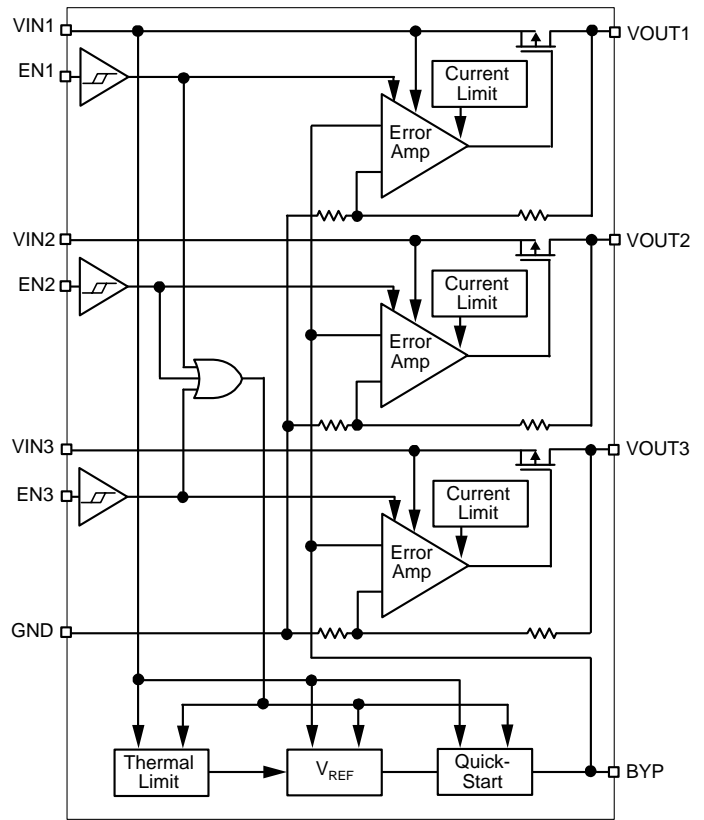 VIN1
VOUT1
EN1
Current
Limit
Error
Amp
VIN2
VOUT2
EN2
Current
Limit
Error
Amp
VIN3
VOUT3
EN3
Current
Limit
Error
Amp
GND
Thermal
Limit
VREF
Quick-
Start
BYP